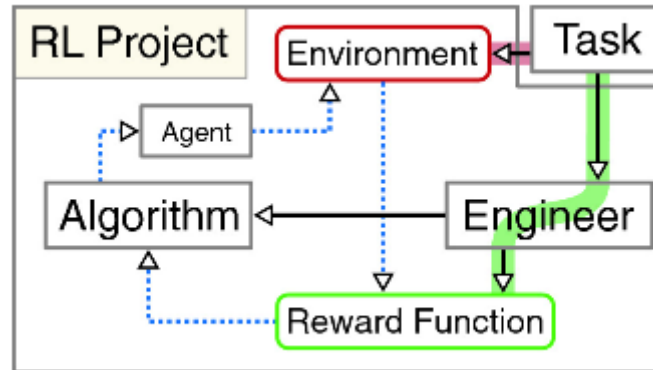 RL Project
Environment
Task
Agent
Algorithm
Engineer
Reward Function